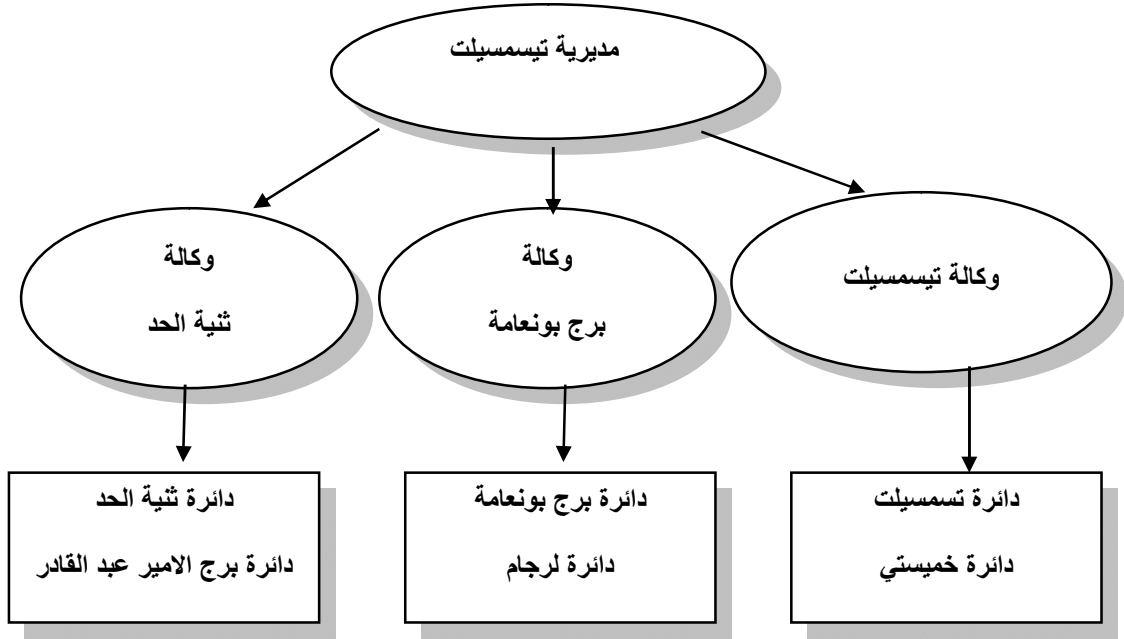 مديرية تيسمسيلت
وكالة تيسمسيلت
وكالة
برج بونعامة
وكالة
ثنية الحد
دائرة تسمسيلت
دائرة خميستي
دائرة برج بونعامة
دائرة لرجام
دائرة ثنية الحد
دائرة برج الامير عبد القادر